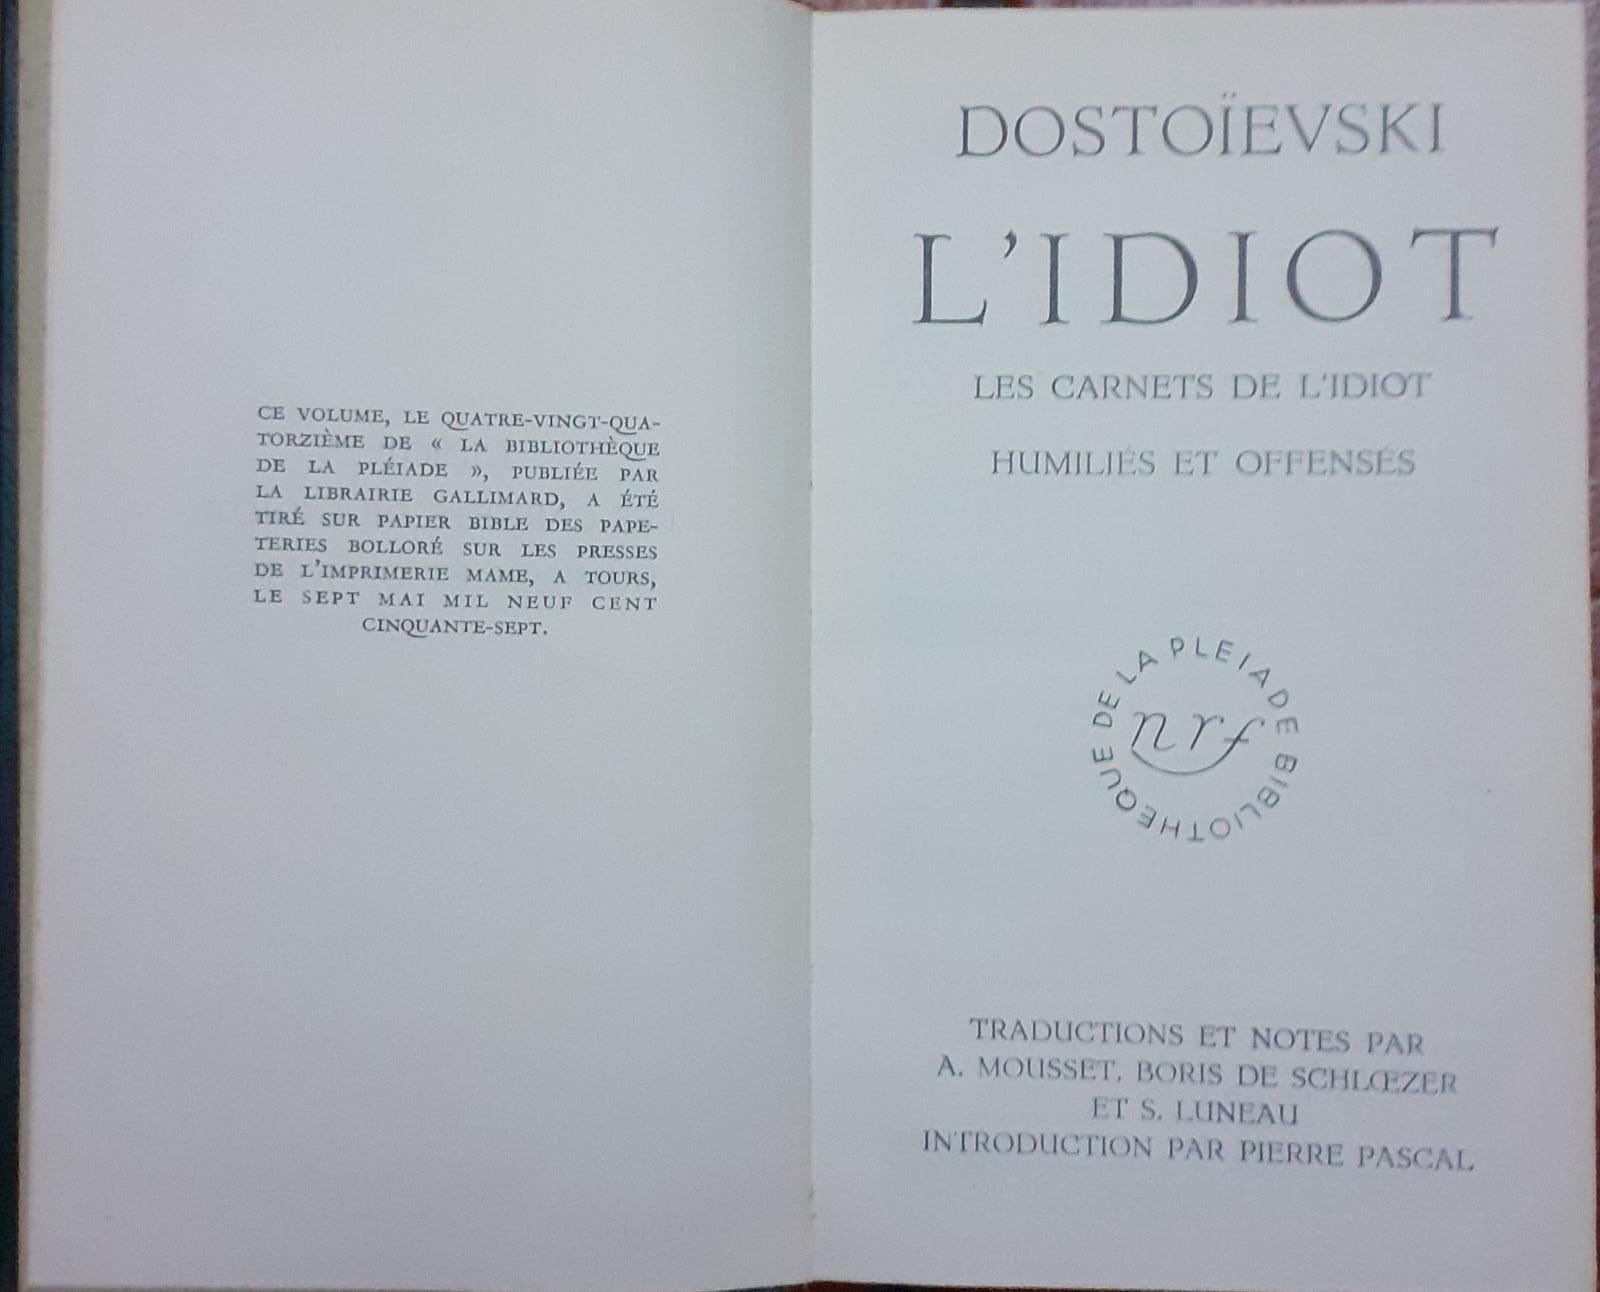 CE VOLUME, LE QUATRE-VINGT-QUA-
TORZIÈME DE « LA BIBLIOTHÈQUE
DE LA PLÉIADE », PUBLIÉE PAR
LA LIBRAIRIE GALLIMARD, A ÉTÉ
TIRÉ SUR PAPIER BIBLE DES PAPE-
TERIES BOLLORÉ SUR LES PRESSES
DE L'IMPRIMERIE MAME, A TOURS,
LE SEPT MAI MIL NEUF CENT
CINQUANTE-SEPT.
DOSTOÏEVSKI
L'IDIOT
LES CARNETS DE L'IDIOT
HUMILIÉS ET OFFENSÉS
BIBLIOTHEQUE DE LA PLEIADE
nrf
TRADUCTIONS ET NOTES PAR
A. MOUSSET, BORIS DE SCHLŒZER
ET S. LUNEAU
INTRODUCTION PAR PIERRE PASCAL